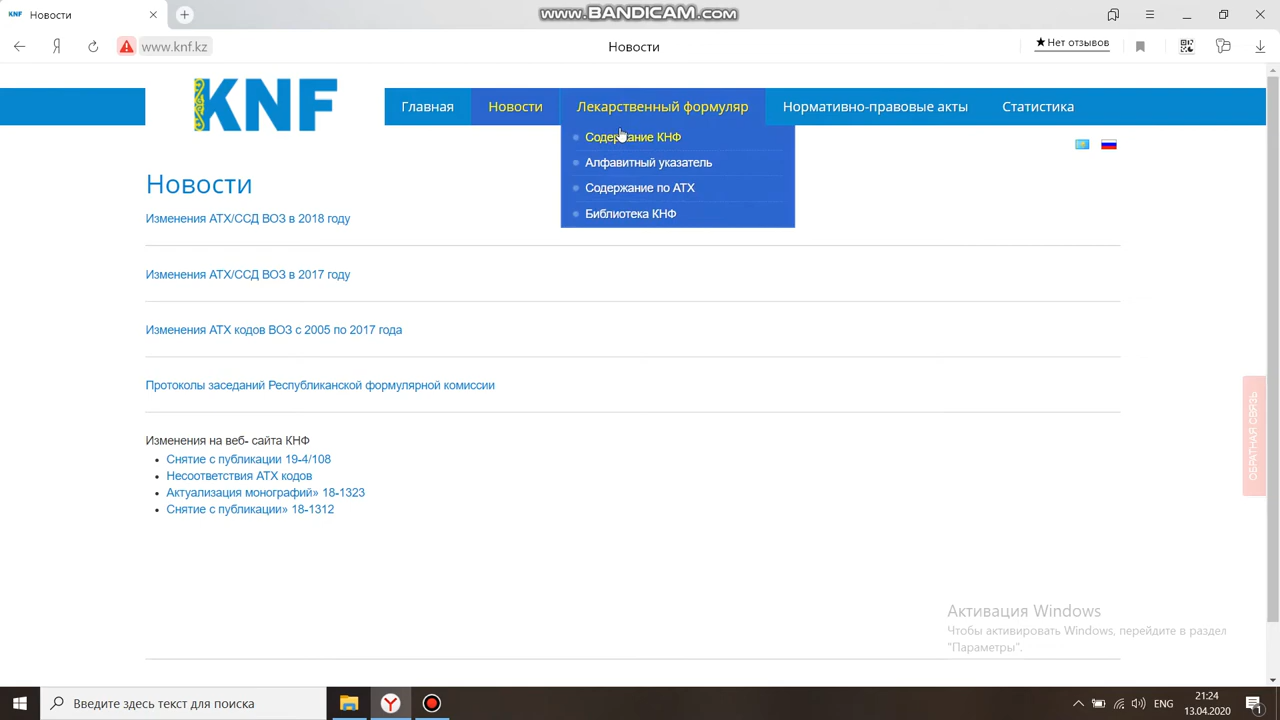 www.BANDICAM.com
KNF Новости
www.knf.kz
Новости
★Нет отзывов
KNF
Главная
Новости
Лекарственный формуляр
Нормативно-правовые акты
Статистика
Содержание КНФ
Алфавитный указатель
Содержание по АТХ
Библиотека КНФ
Новости
Изменения АТХ/ССД ВОЗ в 2018 году
Изменения АТХ/ССД ВОЗ в 2017 году
Изменения АТХ кодов ВОЗ с 2005 по 2017 года
Протоколы заседаний Республиканской формулярной комиссии
Изменения на веб- сайта КНФ
Снятие с публикации 19-4/108
Несоответствия АТХ кодов
Актуализация монографий» 18-1323
Снятие с публикации» 18-1312
ОБРАТНАЯ СВЯЗЬ
Активация Windows
Чтобы активировать Windows, перейдите в раздел
"Параметры".
Введите здесь текст для поиска
ENG
21:24
13.04.2020
1